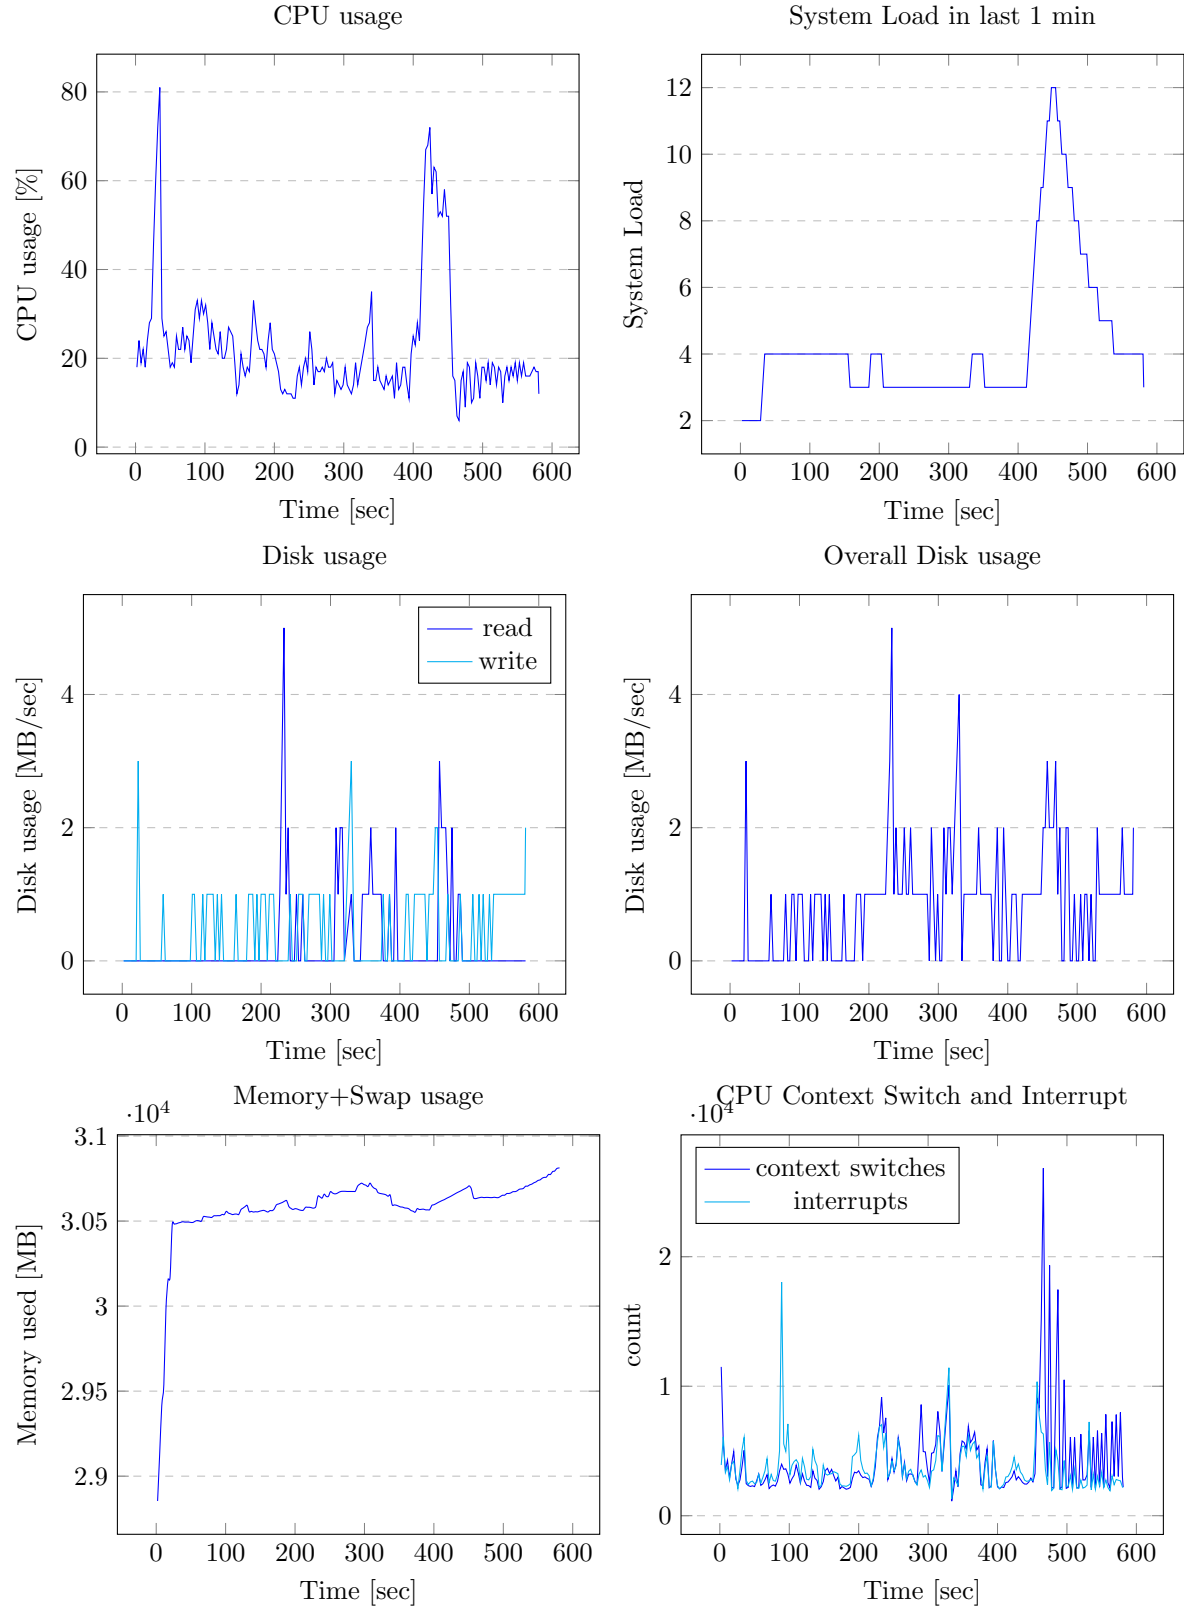 CPU usage
CPU usage [%]
80
60
40
20
0
0 100 200 300 400 500 600
Time [sec]
System Load in last 1 min
System Load
12
10
8
6
4
2
0 100 200 300 400 500 600
Time [sec]
Disk usage
Disk usage [MB/sec]
read
write
4
2
0
0 100 200 300 400 500 600
Time [sec]
Overall Disk usage
Disk usage [MB/sec]
4
2
0
0 100 200 300 400 500 600
Time [sec]
Memory+Swap usage
·10⁴
Memory used [MB]
3.1
3.05
3
2.95
2.9
0 100 200 300 400 500 600
Time [sec]
CPU Context Switch and Interrupt
·10⁴
count
context switches
interrupts
2
1
0
0 100 200 300 400 500 600
Time [sec]